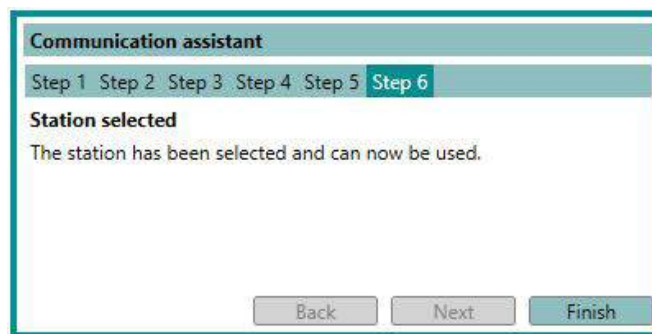 Communication assistant
Step 1 Step 2 Step 3 Step 4 Step 5 Step 6
Station selected
The station has been selected and can now be used.
Back Next Finish